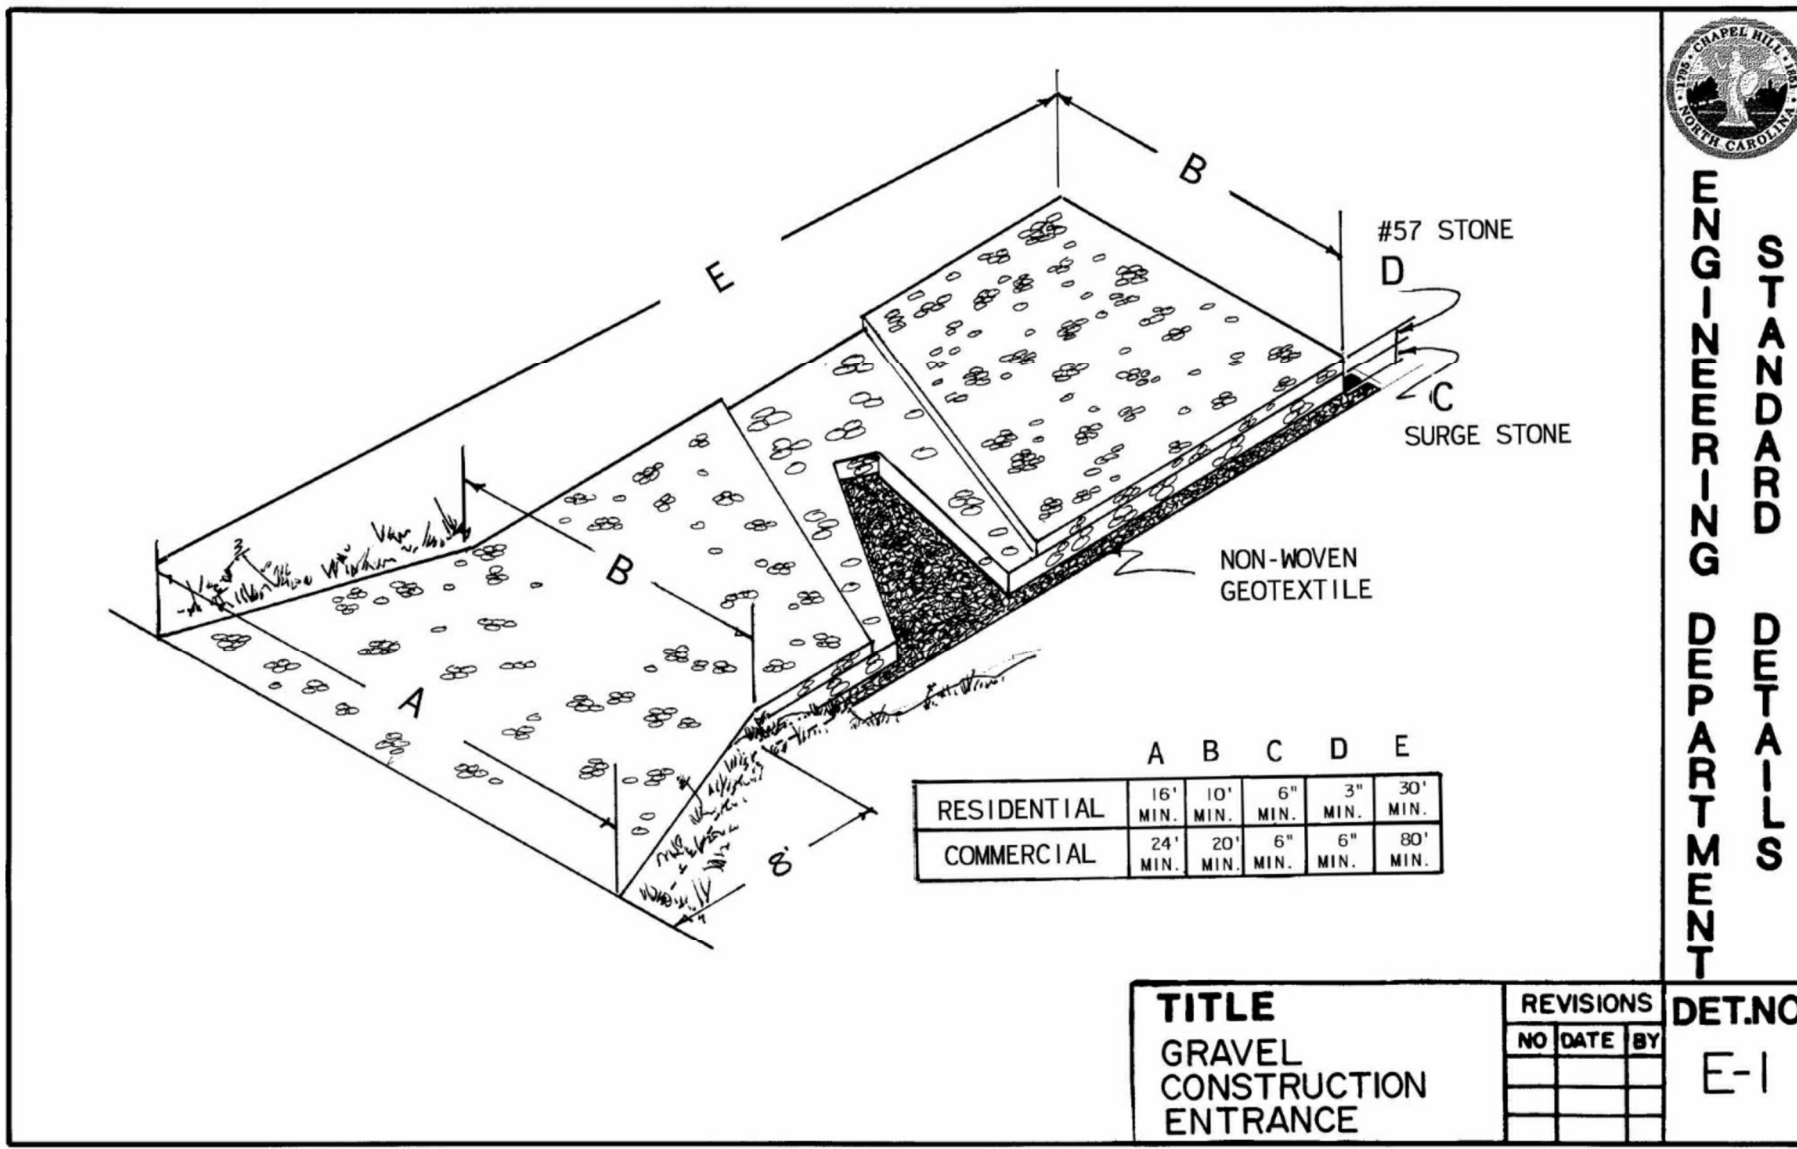 CHAPEL HILL
1795 • 1851
NORTH CAROLINA
ENGINEERING DEPARTMENT
STANDARD DETAILS
E
B
#57 STONE
D
C
SURGE STONE
B
NON-WOVEN
GEOTEXTILE
A
8'
A B C D E
RESIDENTIAL 16' MIN. 10' MIN. 6" MIN. 3" MIN. 30' MIN.
COMMERCIAL 24' MIN. 20' MIN. 6" MIN. 6" MIN. 80' MIN.
TITLE
GRAVEL
CONSTRUCTION
ENTRANCE
REVISIONS
NO DATE BY
DET.NO
E-1